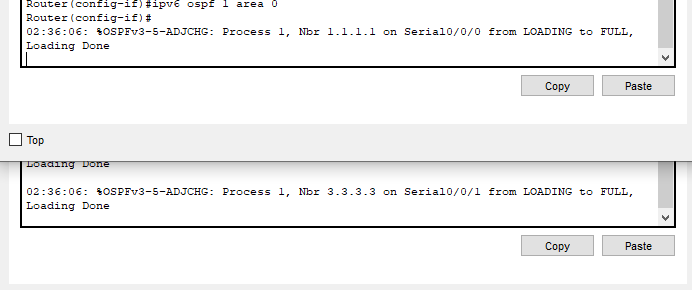 Router(config-if)#ipv6 ospf 1 area 0
Router(config-if)#
02:36:06: %OSPFv3-5-ADJCHG: Process 1, Nbr 1.1.1.1 on Serial0/0/0 from LOADING to FULL,
Loading Done
Copy Paste
Top
Loading Done
02:36:06: %OSPFv3-5-ADJCHG: Process 1, Nbr 3.3.3.3 on Serial0/0/1 from LOADING to FULL,
Loading Done
Copy Paste